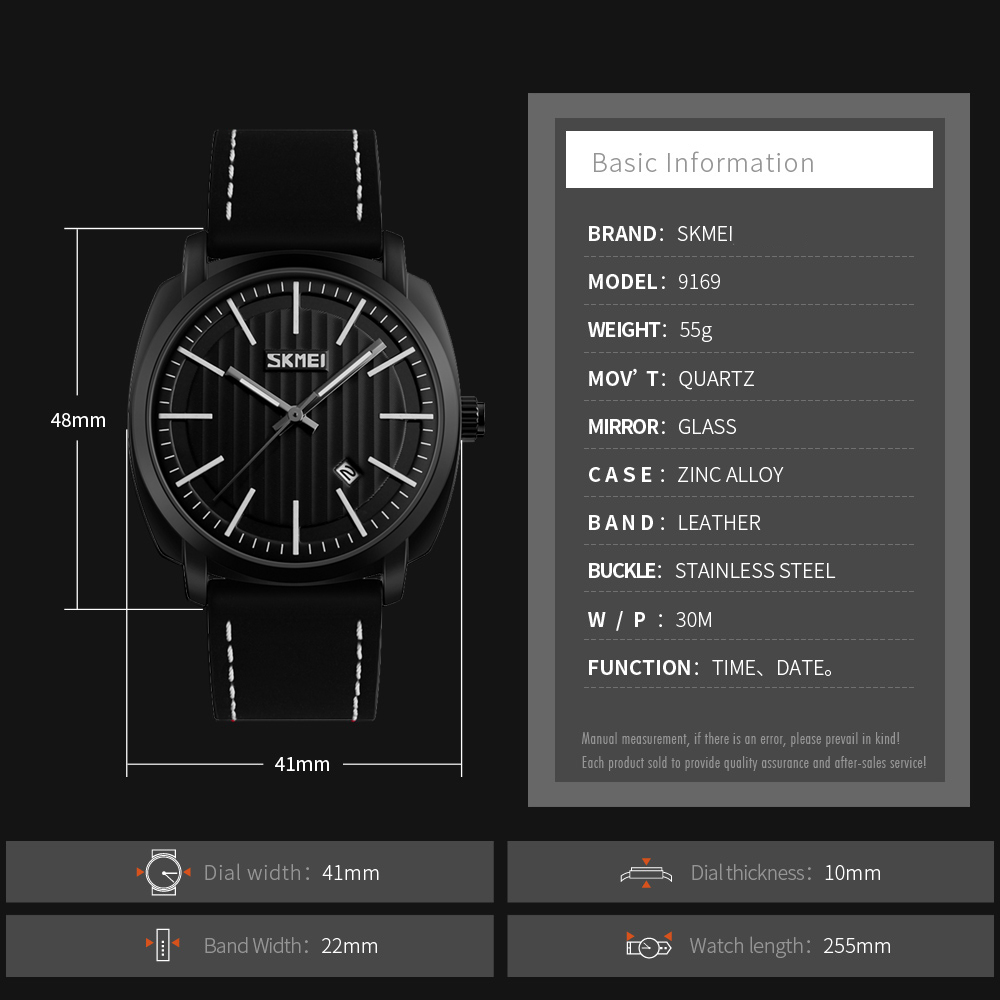 SKMEI
48mm
41mm
Basic Information
BRAND： SKMEI
MODEL： 9169
WEIGHT： 55g
MOV’ T： QUARTZ
MIRROR： GLASS
CASE： ZINC ALLOY
BAND： LEATHER
BUCKLE： STAINLESS STEEL
W / P ： 30M
FUNCTION： TIME、DATE。
Manual measurement, if there is an error, please prevail in kind!
Each product sold to provide quality assurance and after-sales service!
Dial width： 41mm
Dial thickness： 10mm
Band Width： 22mm
Watch length： 255mm